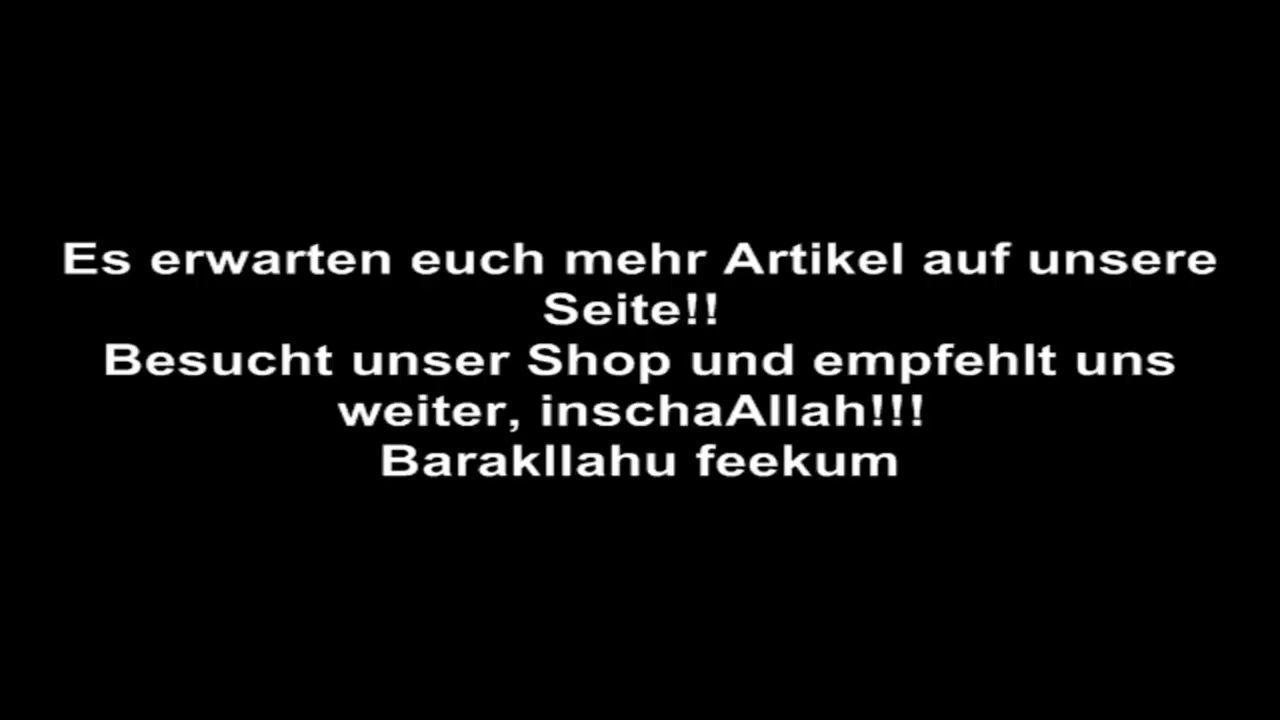 Es erwarten euch mehr Artikel auf unsere
Seite!!
Besucht unser Shop und empfehlt uns
weiter, inschaAllah!!!
Barakllahu feekum